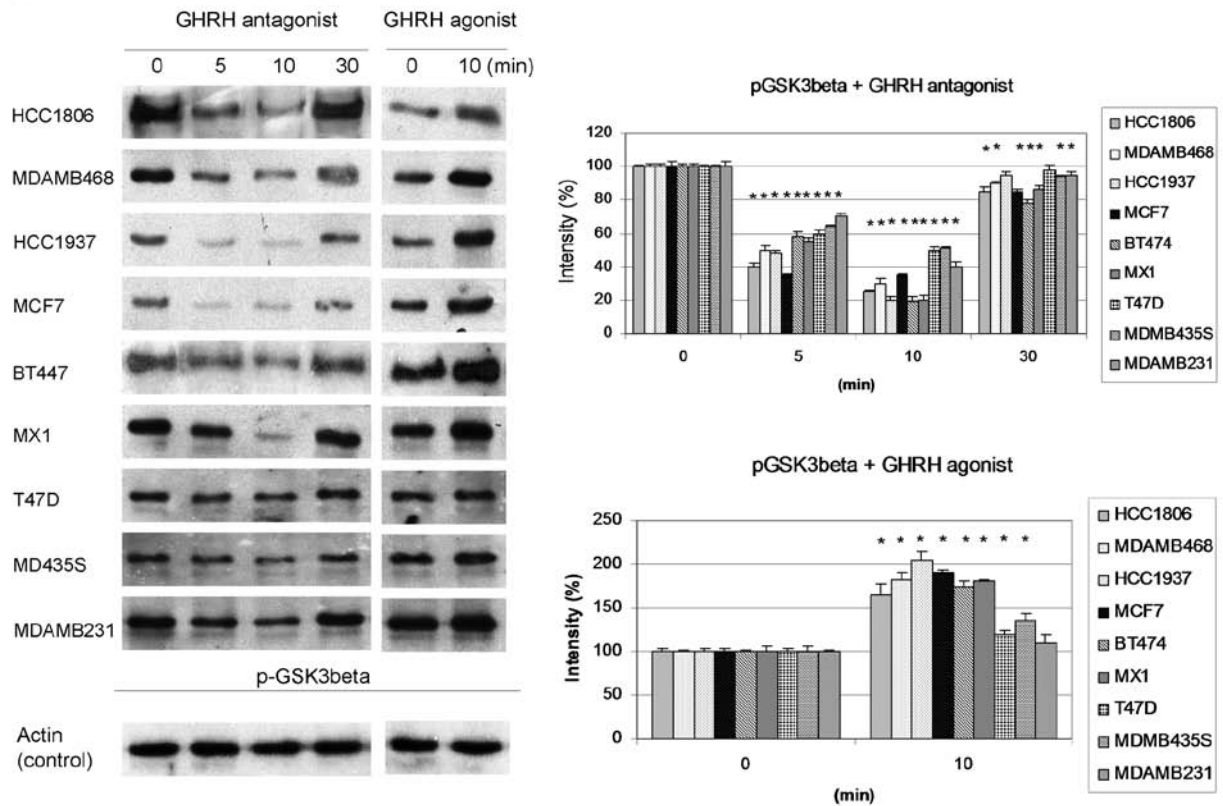 GHRH antagonist GHRH agonist
0 5 10 30 0 10 (min)
HCC1806
MDAMB468
HCC1937
MCF7
BT447
MX1
T47D
MD435S
MDAMB231
p-GSK3beta
Actin
(control)
pGSK3beta + GHRH antagonist
Intensity (%)
120
100
80
60
40
20
0
** *** **
*********
** *******
0 5 10 30
(min)
HCC1806
MDAMB468
HCC1937
MCF7
BT474
MX1
T47D
MDMB435S
MDAMB231
pGSK3beta + GHRH agonist
Intensity (%)
250
200
150
100
50
0
* * * * * * * *
0 10
(min)
HCC1806
MDAMB468
HCC1937
MCF7
BT474
MX1
T47D
MDMB435S
MDAMB231